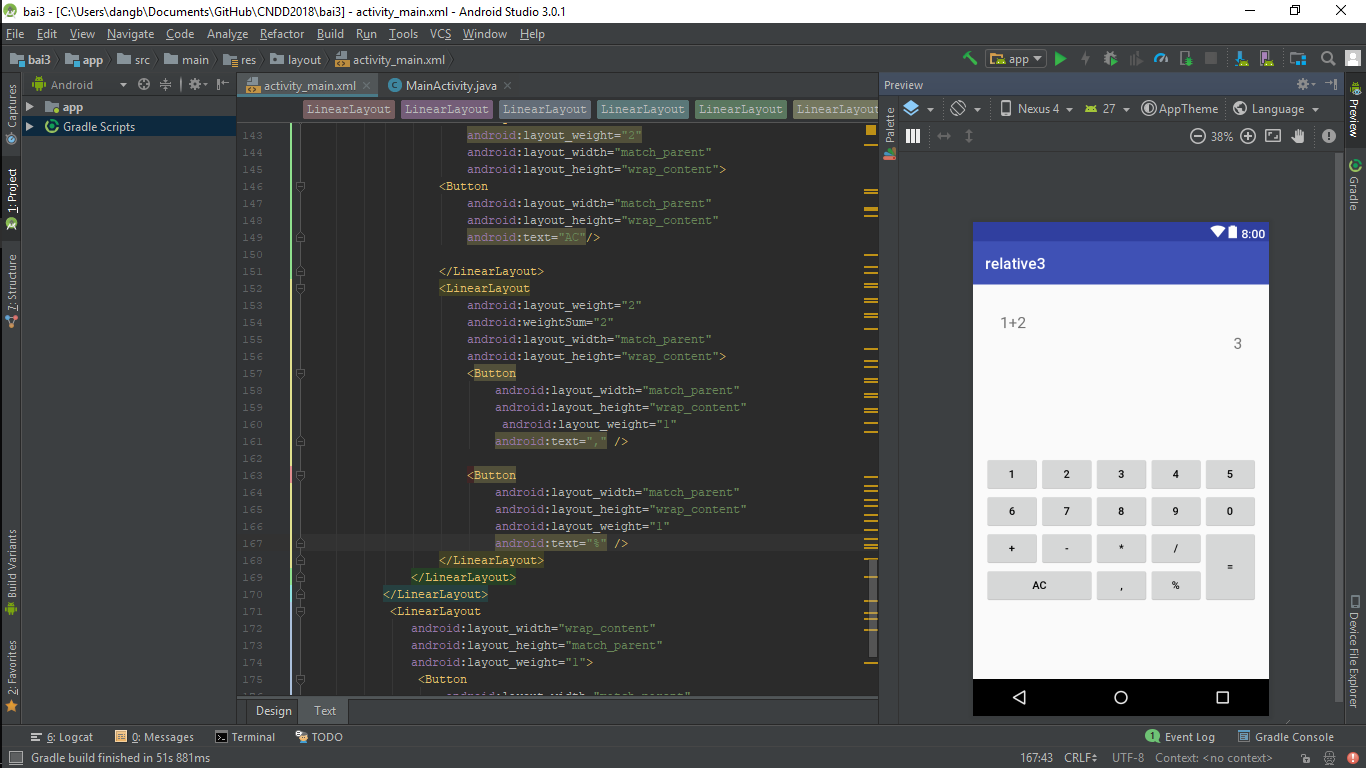 bai3 - [C:\Users\dangb\Documents\GitHub\CNDD2018\bai3] - activity_main.xml - Android Studio 3.0.1
File Edit View Navigate Code Analyze Refactor Build Run Tools VCS Window Help
bai3 app src main res layout activity_main.xml app
Captures
1: Project
7: Structure
Build Variants
2: Favorites
Android
app
Gradle Scripts
activity_main.xml MainActivity.java
LinearLayout LinearLayout LinearLayout LinearLayout LinearLayout LinearLayout
143 android:layout_weight="2"
144 android:layout_width="match_parent"
145 android:layout_height="wrap_content">
146 <Button
147 android:layout_width="match_parent"
148 android:layout_height="wrap_content"
149 android:text="AC"/>
150
151 </LinearLayout>
152 <LinearLayout
153 android:layout_weight="2"
154 android:weightSum="2"
155 android:layout_width="match_parent"
156 android:layout_height="wrap_content">
157 <Button
158 android:layout_width="match_parent"
159 android:layout_height="wrap_content"
160 android:layout_weight="1"
161 android:text="," />
162
163 <Button
164 android:layout_width="match_parent"
165 android:layout_height="wrap_content"
166 android:layout_weight="1"
167 android:text="%" />
168 </LinearLayout>
169 </LinearLayout>
170 </LinearLayout>
171 <LinearLayout
172 android:layout_width="wrap_content"
173 android:layout_height="match_parent"
174 android:layout_weight="1">
175 <Button
Design Text
Preview
Palette
Nexus 4 27 AppTheme Language
38%
8:00
relative3
1+2
3
1 2 3 4 5
6 7 8 9 0
+ - * / =
AC , %
Preview
Gradle
Device File Explorer
6: Logcat 0: Messages Terminal TODO 1 Event Log Gradle Console
Gradle build finished in 51s 881ms 167:43 CRLF UTF-8 Context: <no context>